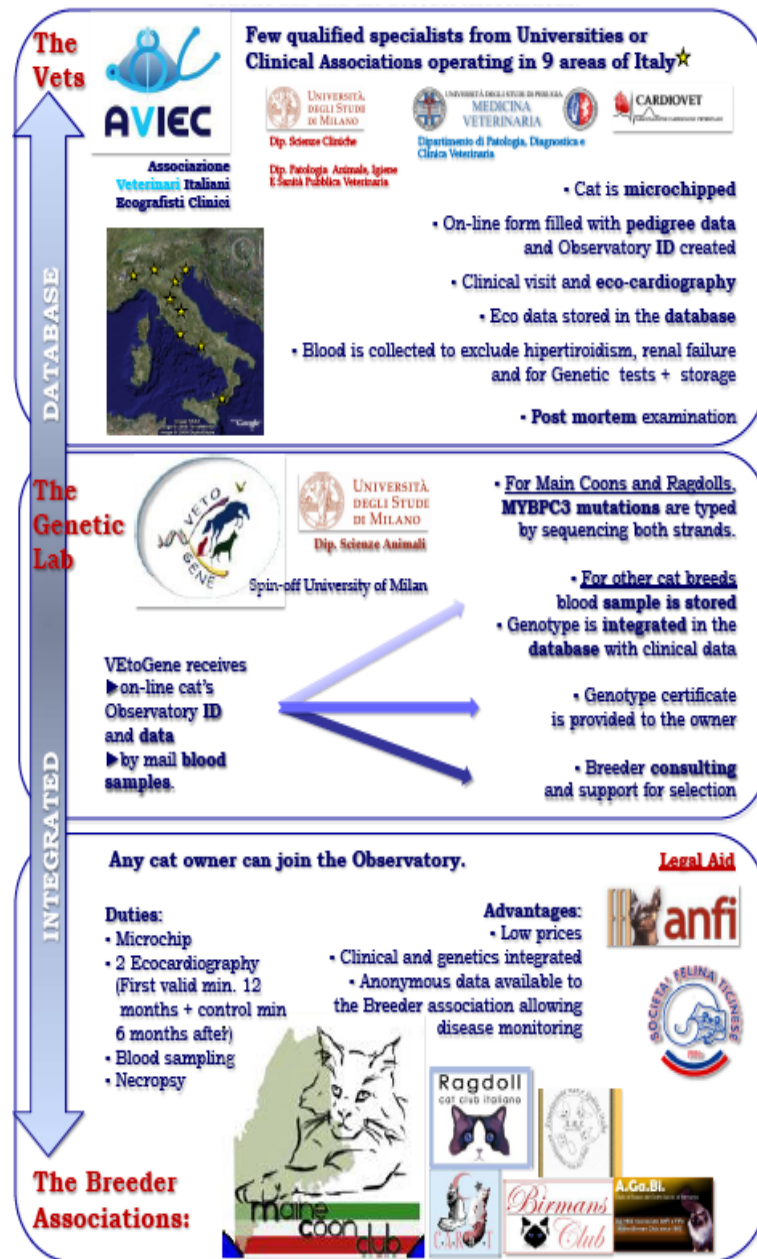 The
Vets
AVIEC
Associazione
Veterinari Italiani
Ecografisti Clinici
Few qualified specialists from Universities or
Clinical Associations operating in 9 areas of Italy
UNIVERSITÀ
DEGLI STUDI
DI MILANO
Dip. Scienze Cliniche
Dip. Patologia Animale, Igiene
E Sanità Pubblica Veterinaria
UNIVERSITÀ DEGLI STUDI DI PERUGIA
MEDICINA
VETERINARIA
Dipartimento di Patologia, Diagnostica e
Clinica Veterinaria
CARDIOVET
▪ Cat is microchipped
▪ On-line form filled with pedigree data
and Observatory ID created
▪ Clinical visit and eco-cardiography
▪ Eco data stored in the database
▪ Blood is collected to exclude hipertiroidism, renal failure
and for Genetic tests + storage
▪ Post mortem examination
Google
INTEGRATED DATABASE
The
Genetic
Lab
VETO
GENE
UNIVERSITÀ
DEGLI STUDI
DI MILANO
Dip. Scienze Animali
Spin-off University of Milan
VEtoGene receives
▶on-line cat's
Observatory ID
and data
▶by mail blood
samples.
▪ For Main Coons and Ragdolls,
MYBPC3 mutations are typed
by sequencing both strands.
▪ For other cat breeds
blood sample is stored
▪ Genotype is integrated in the
database with clinical data
▪ Genotype certificate
is provided to the owner
▪ Breeder consulting
and support for selection
Any cat owner can join the Observatory.
Legal Aid
Duties:
▪ Microchip
▪ 2 Ecocardiography
(First valid min. 12
months + control min
6 months after)
▪ Blood sampling
▪ Necropsy
Advantages:
▪ Low prices
▪ Clinical and genetics integrated
▪ Anonymous data available to
the Breeder association allowing
disease monitoring
anfi
SOCIETA' FELINA TICINESE
The Breeder
Associations:
maine
coon
club
Ragdoll
cat club italiano
Birmans
Club
A.Ga.Bi.